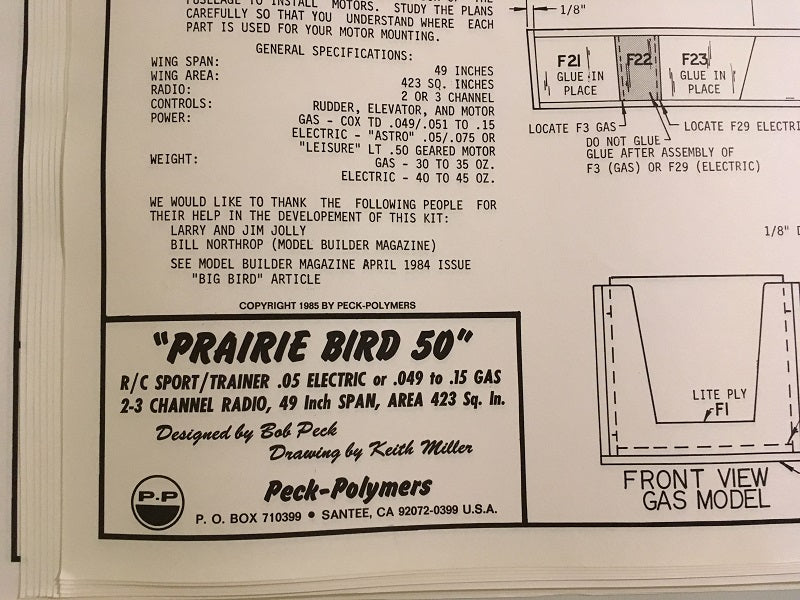 TO INSTALL MOTORS. STUDY THE PLANS
CAREFULLY SO THAT YOU UNDERSTAND WHERE EACH
PART IS USED FOR YOUR MOTOR MOUNTING.
GENERAL SPECIFICATIONS:
WING SPAN: 49 INCHES
WING AREA: 423 SQ. INCHES
RADIO: 2 OR 3 CHANNEL
CONTROLS: RUDDER, ELEVATOR, AND MOTOR
POWER: GAS - COX TD .049/.051 TO .15
ELECTRIC - "ASTRO" .05/.075 OR
"LEISURE" LT .50 GEARED MOTOR
WEIGHT: GAS - 30 TO 35 OZ.
ELECTRIC - 40 TO 45 OZ.
WE WOULD LIKE TO THANK THE FOLLOWING PEOPLE FOR
THEIR HELP IN THE DEVELOPEMENT OF THIS KIT:
LARRY AND JIM JOLLY
BILL NORTHROP (MODEL BUILDER MAGAZINE)
SEE MODEL BUILDER MAGAZINE APRIL 1984 ISSUE
"BIG BIRD" ARTICLE
COPYRIGHT 1985 BY PECK-POLYMERS
"PRAIRIE BIRD 50"
R/C SPORT/TRAINER .05 ELECTRIC or .049 to .15 GAS
2-3 CHANNEL RADIO, 49 Inch SPAN, AREA 423 Sq. In.
Designed by Bob Peck
Drawing by Keith Miller
P.P
Peck-Polymers
P. O. BOX 710399 • SANTEE, CA 92072-0399 U.S.A.
1/8"
F21
GLUE IN
PLACE
F22
F23
GLUE IN
PLACE
LOCATE F3 GAS
LOCATE F29 ELECTRI
DO NOT GLUE
GLUE AFTER ASSEMBLY OF
F3 (GAS) OR F29 (ELECTRIC)
1/8"
LITE PLY
F1
FRONT VIEW
GAS MODEL